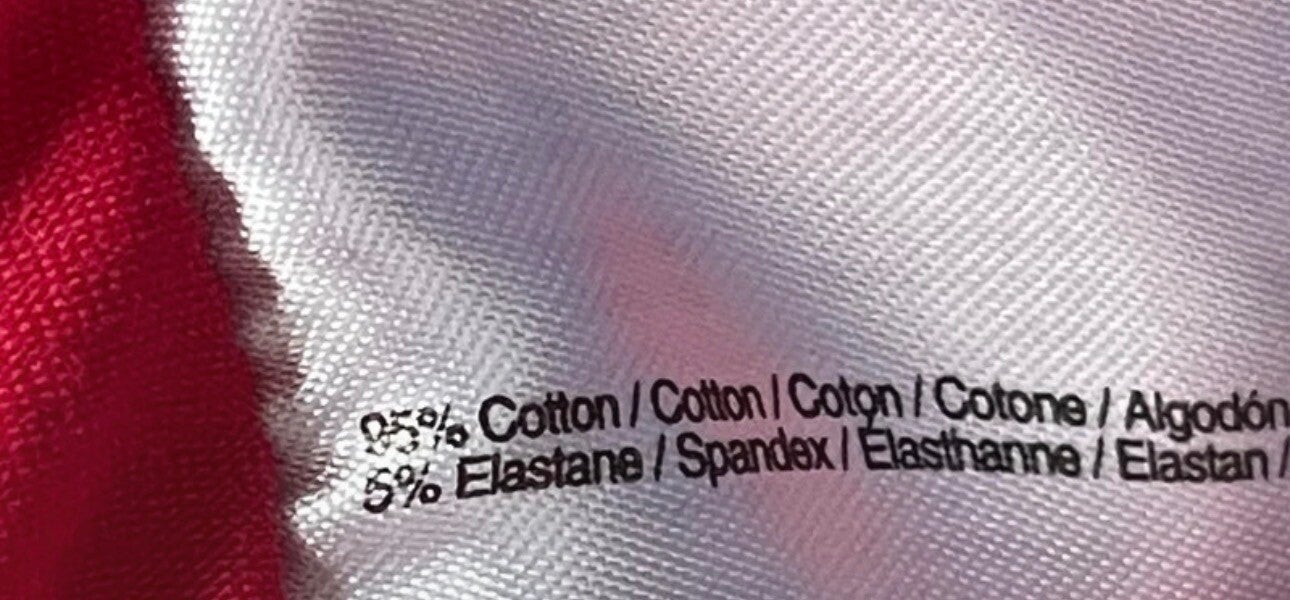 95% Cotton / Cotton / Coton / Cotone / Algodón
5% Elastane / Spandex / Élasthanne / Elastan /